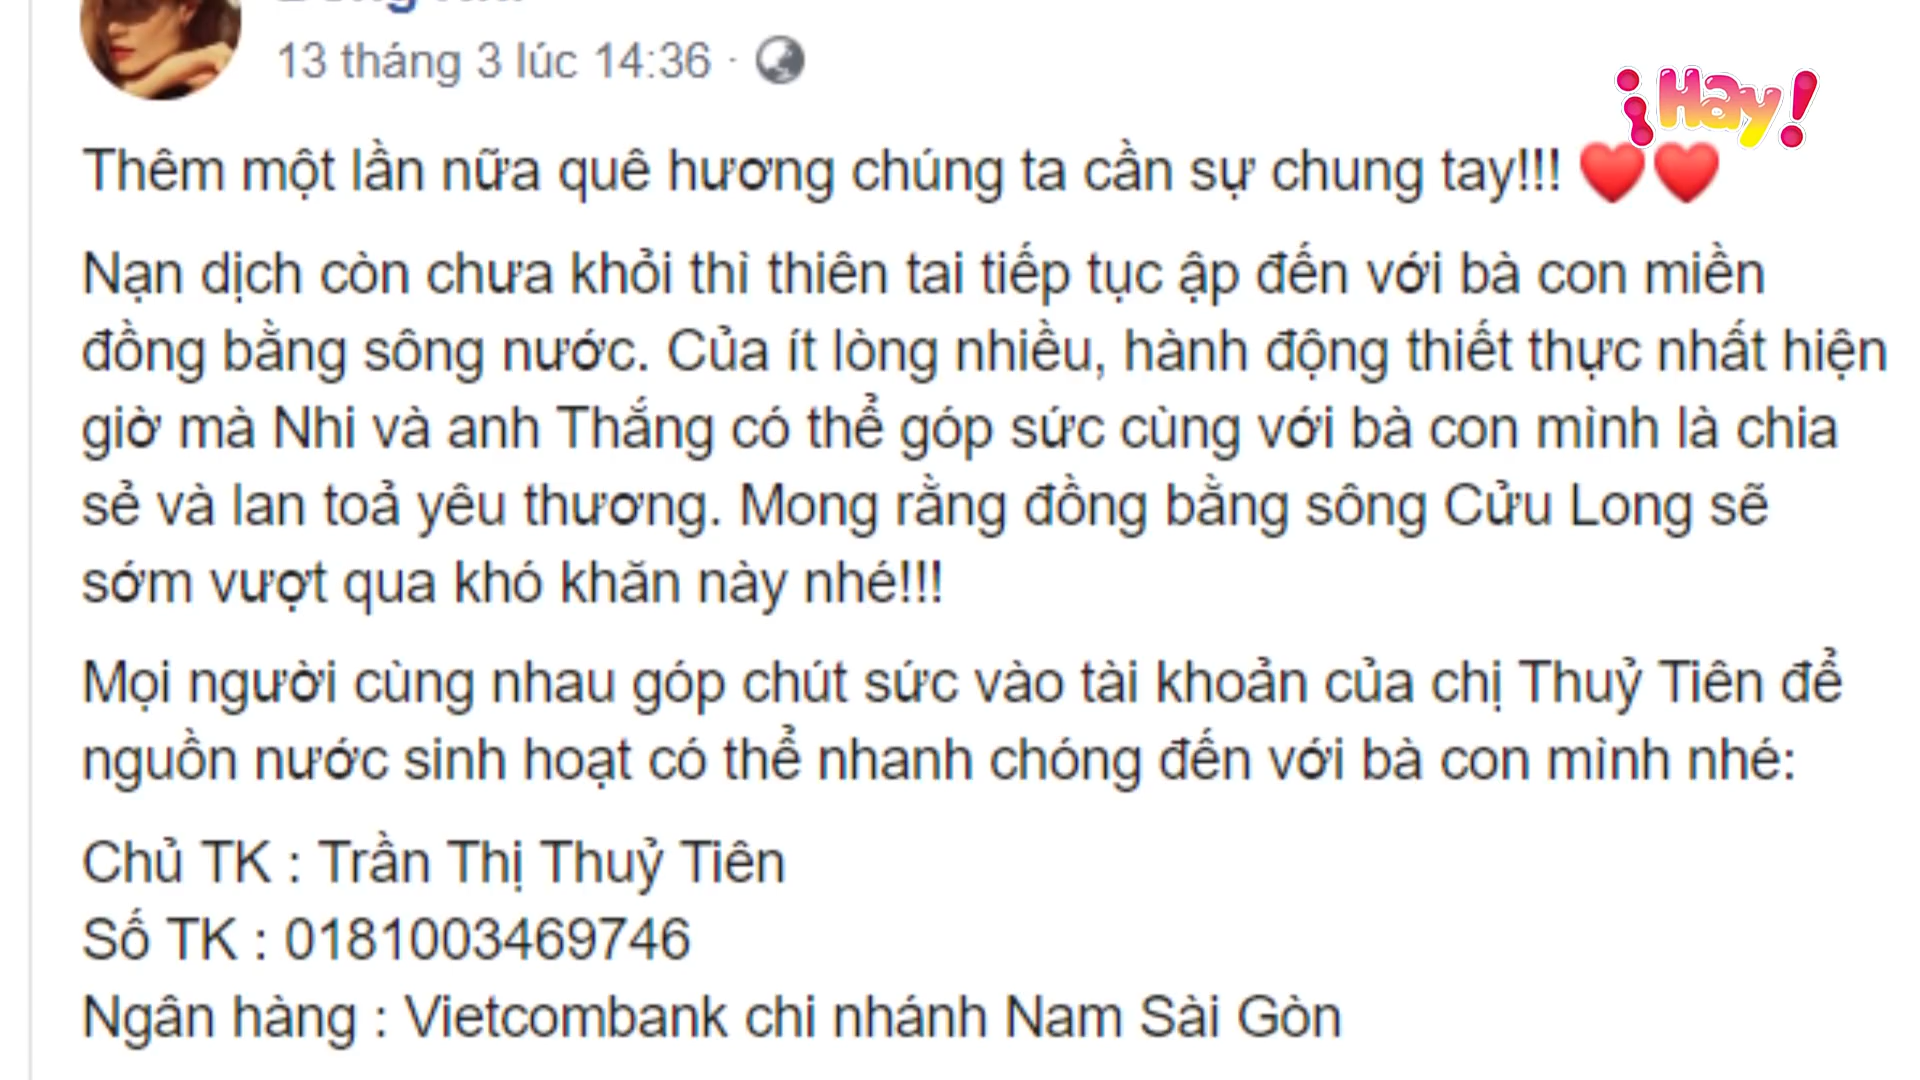 13 tháng 3 lúc 14:36 ·
¡Hay!
Thêm một lần nữa quê hương chúng ta cần sự chung tay!!! ❤️❤️
Nạn dịch còn chưa khỏi thì thiên tai tiếp tục ập đến với bà con miền
đồng bằng sông nước. Của ít lòng nhiều, hành động thiết thực nhất hiện
giờ mà Nhi và anh Thắng có thể góp sức cùng với bà con mình là chia
sẻ và lan toả yêu thương. Mong rằng đồng bằng sông Cửu Long sẽ
sớm vượt qua khó khăn này nhé!!!
Mọi người cùng nhau góp chút sức vào tài khoản của chị Thuỷ Tiên để
nguồn nước sinh hoạt có thể nhanh chóng đến với bà con mình nhé:
Chủ TK : Trần Thị Thuỷ Tiên
Số TK : 0181003469746
Ngân hàng : Vietcombank chi nhánh Nam Sài Gòn